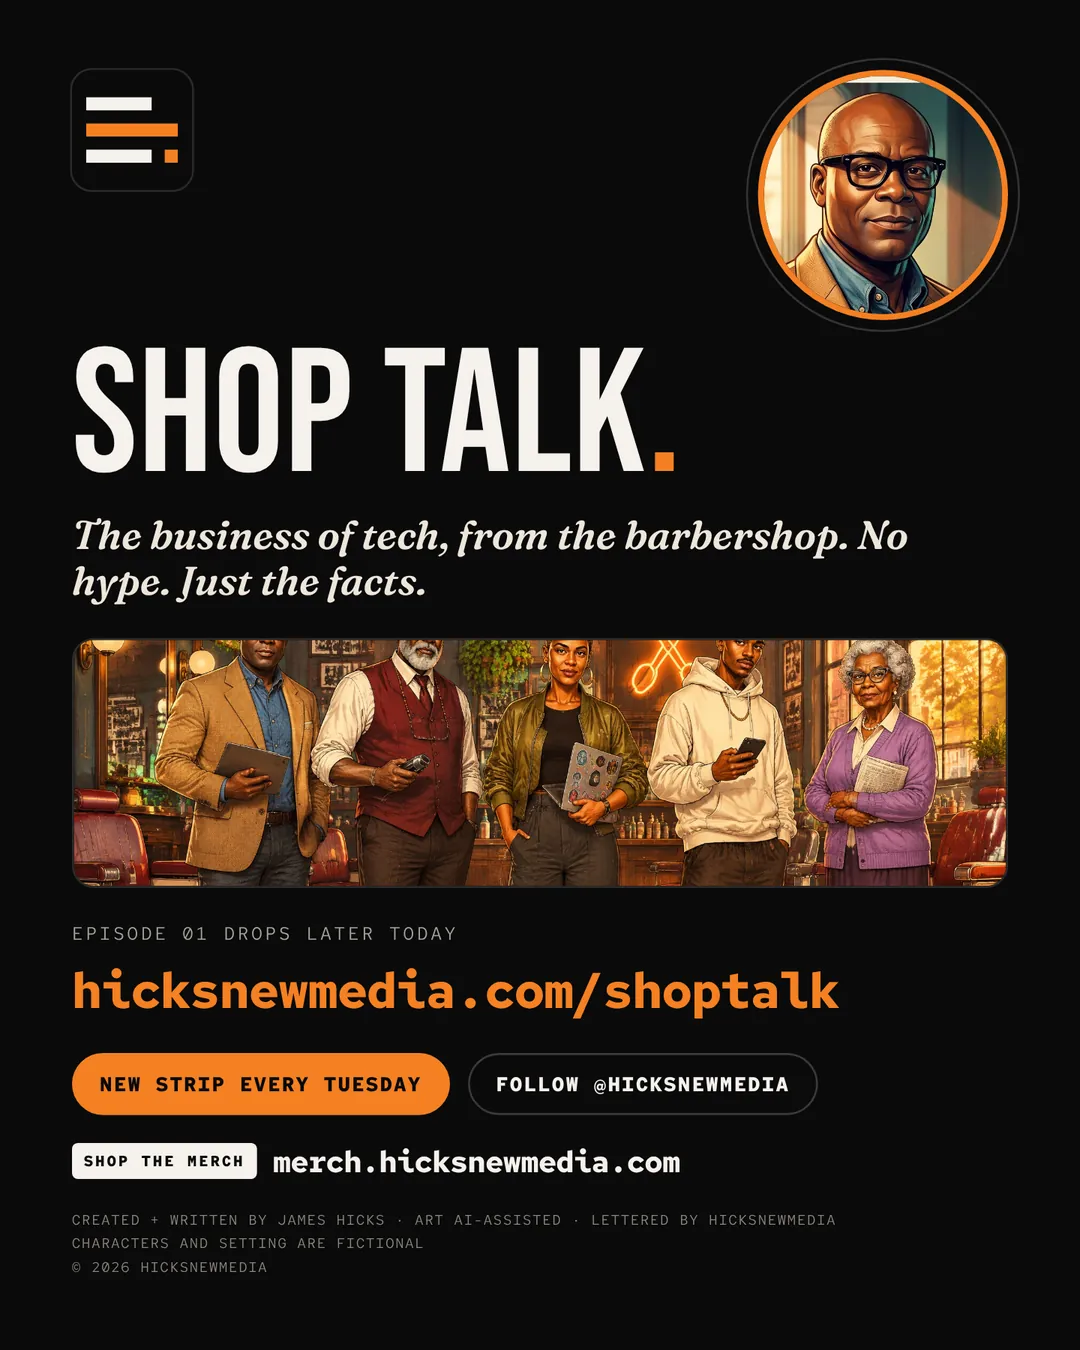 SHOP TALK.
The business of tech, from the barbershop. No
hype. Just the facts.
EPISODE 01 DROPS LATER TODAY
hicksnewmedia.com/shoptalk
NEW STRIP EVERY TUESDAY
FOLLOW @HICKSNEWMEDIA
SHOP THE MERCH
merch.hicksnewmedia.com
CREATED + WRITTEN BY JAMES HICKS · ART AI-ASSISTED · LETTERED BY HICKSNEWMEDIA
CHARACTERS AND SETTING ARE FICTIONAL
© 2026 HICKSNEWMEDIA